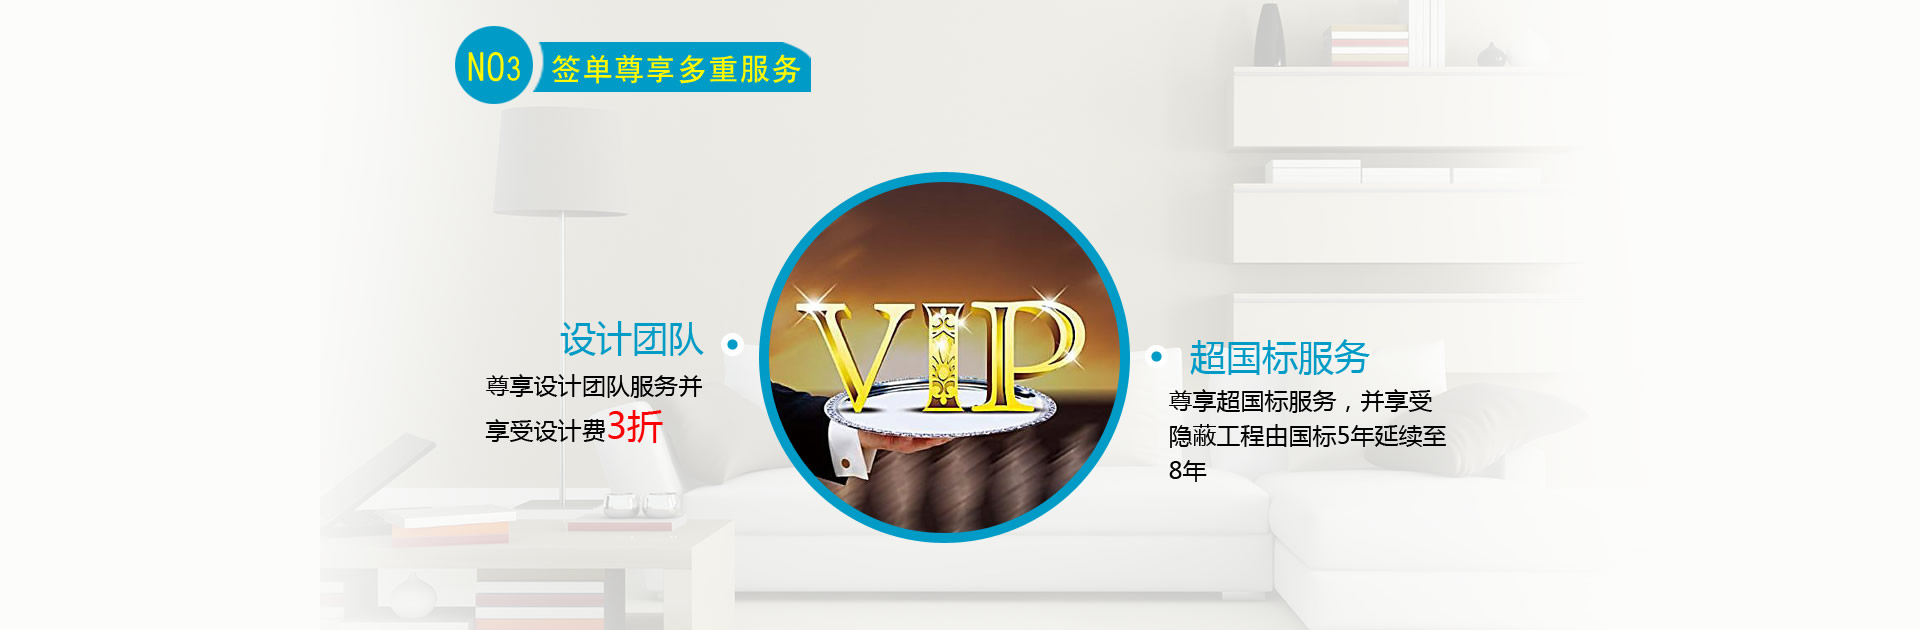 NO3 签单尊享多重服务
VIP
设计团队
尊享设计团队服务并
享受设计费3折
超国标服务
尊享超国标服务，并享受
隐蔽工程由国标5年延续至
8年